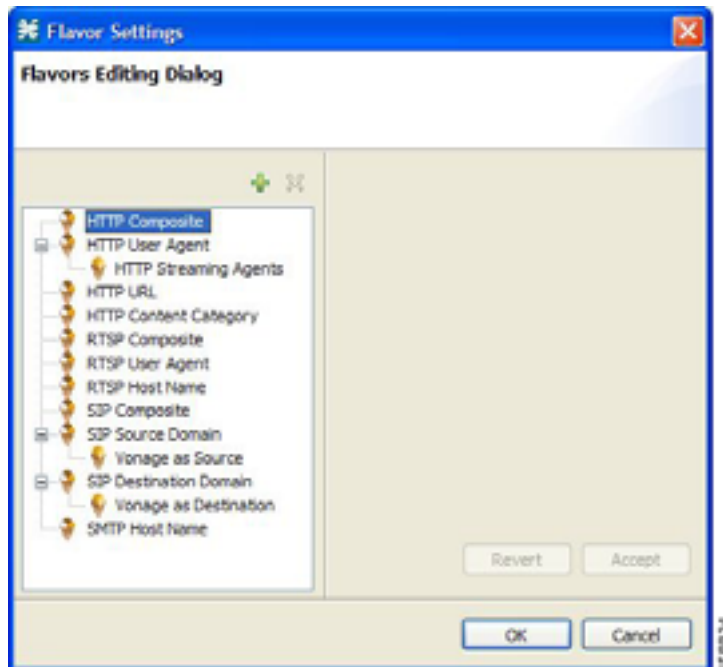 Flavor Settings
Flavors Editing Dialog
HTTP Composite
HTTP User Agent
HTTP Streaming Agents
HTTP URL
HTTP Content Category
RTSP Composite
RTSP User Agent
RTSP Host Name
SIP Composite
SIP Source Domain
Vonage as Source
SIP Destination Domain
Vonage as Destination
SMTP Host Name
Revert Accept
OK Cancel